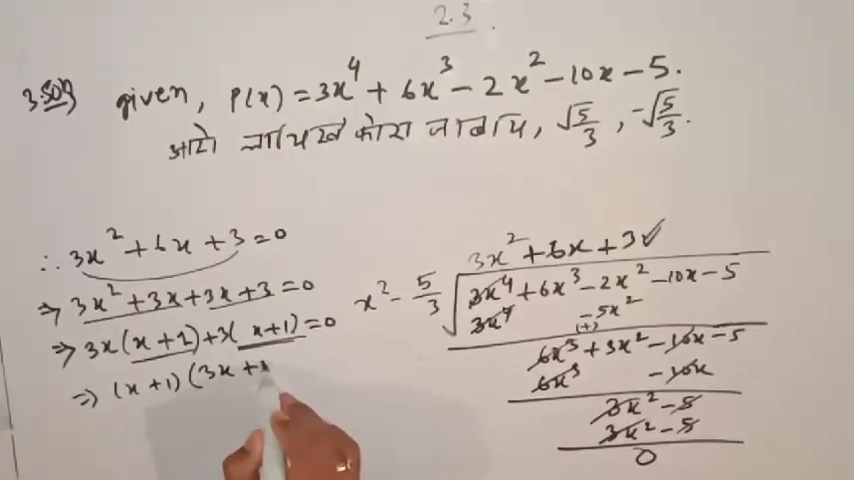 2.3
3.Soln) given, P(x) = 3x⁴ + 6x³ - 2x² - 10x - 5.
, √5/3, -√5/3.
∴ 3x² + 6x + 3 = 0
⇒ 3x² + 3x + 3x + 3 = 0
⇒ 3x(x + 1) + 3(x+1) = 0
⇒ (x + 1) (3x +
3x² + 6x + 3 ✓
x² - 5/3 √ 3x⁴ + 6x³ - 2x² - 10x - 5
3x⁴ - 5x²
(+)
6x³ + 3x² - 10x - 5
6x³ - 10x
3x² - 5
3x² - 5
0